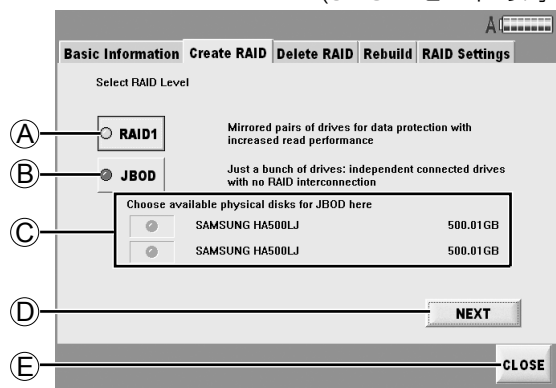 A
Basic Information Create RAID Delete RAID Rebuild RAID Settings
Select RAID Level
A RAID1 Mirrored pairs of drives for data protection with
increased read performance
B JBOD Just a bunch of drives: independent connected drives
with no RAID interconnection
Choose available physical disks for JBOD here
C SAMSUNG HA500LJ 500.01GB
SAMSUNG HA500LJ 500.01GB
D NEXT
E CLOSE